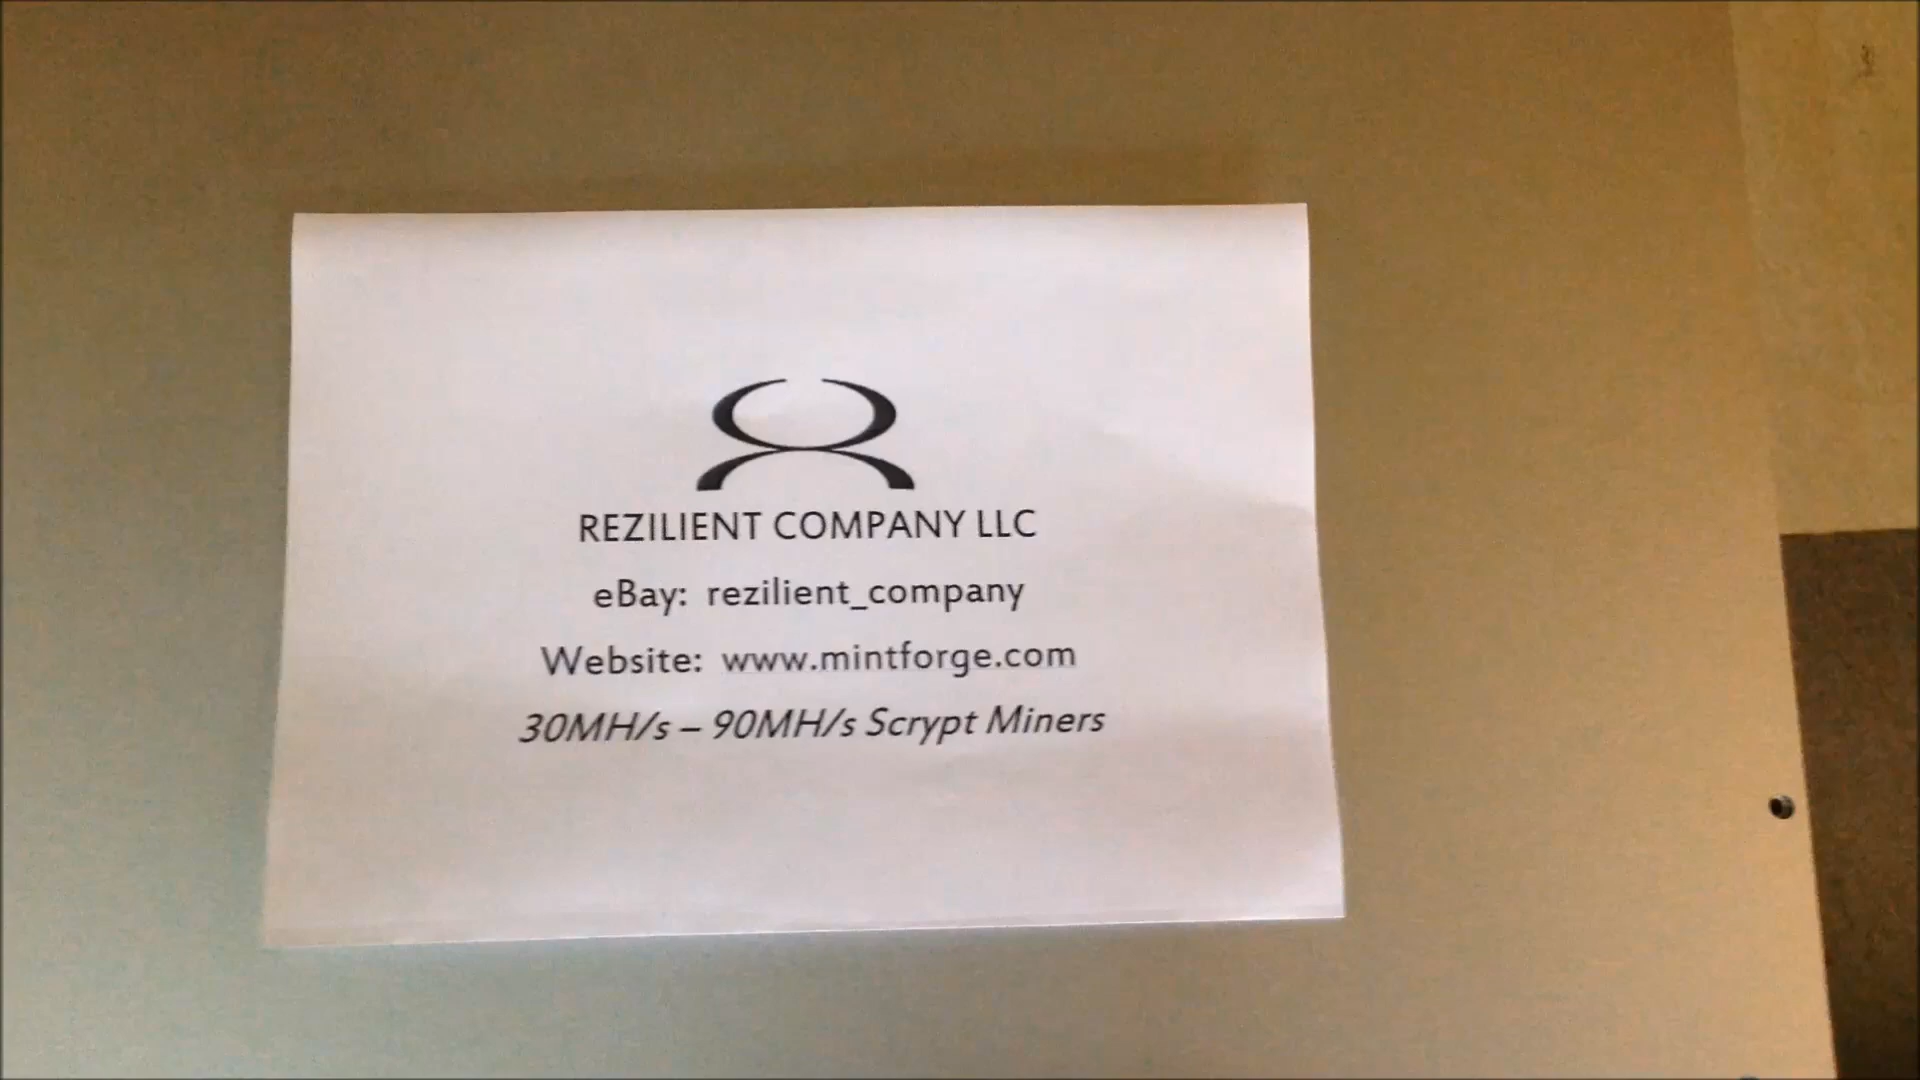 REZILIENT COMPANY LLC
eBay: rezilient_company
Website: www.mintforge.com
30MH/s – 90MH/s Scrypt Miners